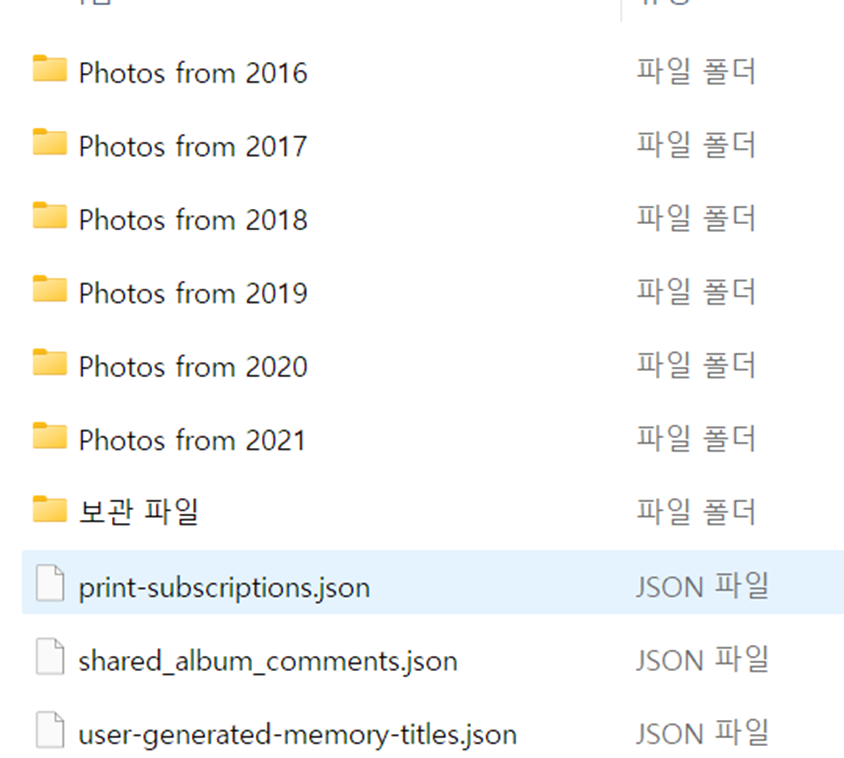 Photos from 2016 파일 폴더
Photos from 2017 파일 폴더
Photos from 2018 파일 폴더
Photos from 2019 파일 폴더
Photos from 2020 파일 폴더
Photos from 2021 파일 폴더
보관 파일 파일 폴더
print-subscriptions.json JSON 파일
shared_album_comments.json JSON 파일
user-generated-memory-titles.json JSON 파일